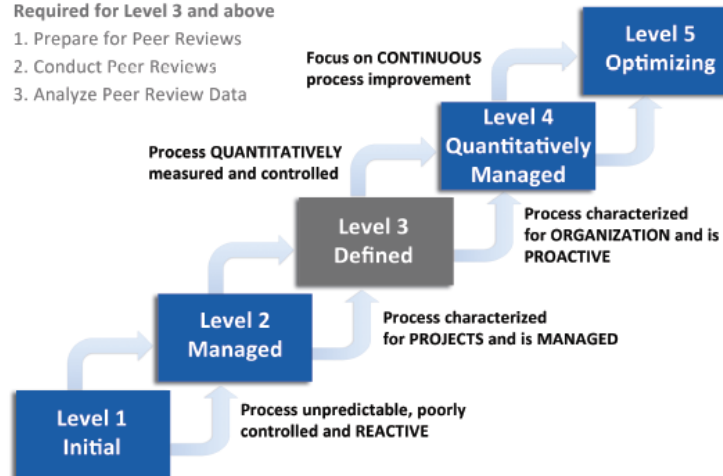 Required for Level 3 and above
1. Prepare for Peer Reviews
2. Conduct Peer Reviews
3. Analyze Peer Review Data
Level 5
Optimizing
Focus on CONTINUOUS
process improvement
Level 4
Quantitatively
Managed
Process QUANTITATIVELY
measured and controlled
Level 3
Defined
Process characterized
for ORGANIZATION and is
PROACTIVE
Level 2
Managed
Process characterized
for PROJECTS and is MANAGED
Level 1
Initial
Process unpredictable, poorly
controlled and REACTIVE